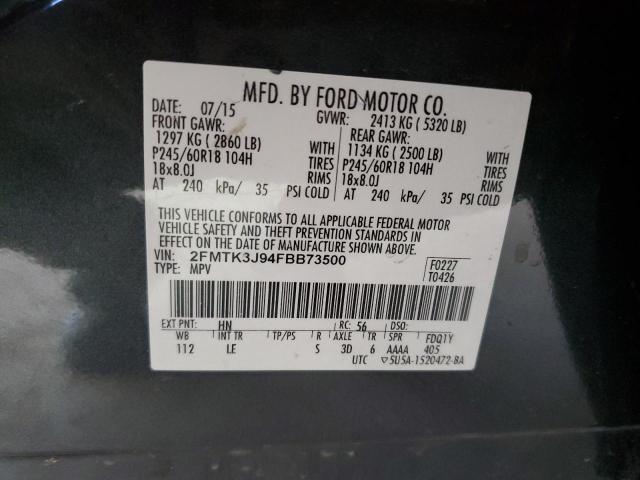 MFD. BY FORD MOTOR CO.
DATE: 07/15 GVWR: 2413 KG ( 5320 LB)
FRONT GAWR: REAR GAWR:
1297 KG ( 2860 LB) WITH 1134 KG ( 2500 LB) WITH
P245/60R18 104H TIRES P245/60R18 104H TIRES
18x8.0J RIMS 18x8.0J RIMS
AT 240 kPa/ 35 PSI COLD AT 240 kPa/ 35 PSI COLD
THIS VEHICLE CONFORMS TO ALL APPLICABLE FEDERAL MOTOR
VEHICLE SAFETY AND THEFT PREVENTION STANDARDS IN
EFFECT ON THE DATE OF MANUFACTURE SHOWN ABOVE.
VIN: 2FMTK3J94FBB73500 F0227
TYPE: MPV T0426
EXT PNT: HN RC: 56 DSO:
WB INT TR TP/PS R AXLE TR SPR FDQ1Y
112 LE S 3D 6 AAAA 405
UTC ▽5U5A-1520472-BA